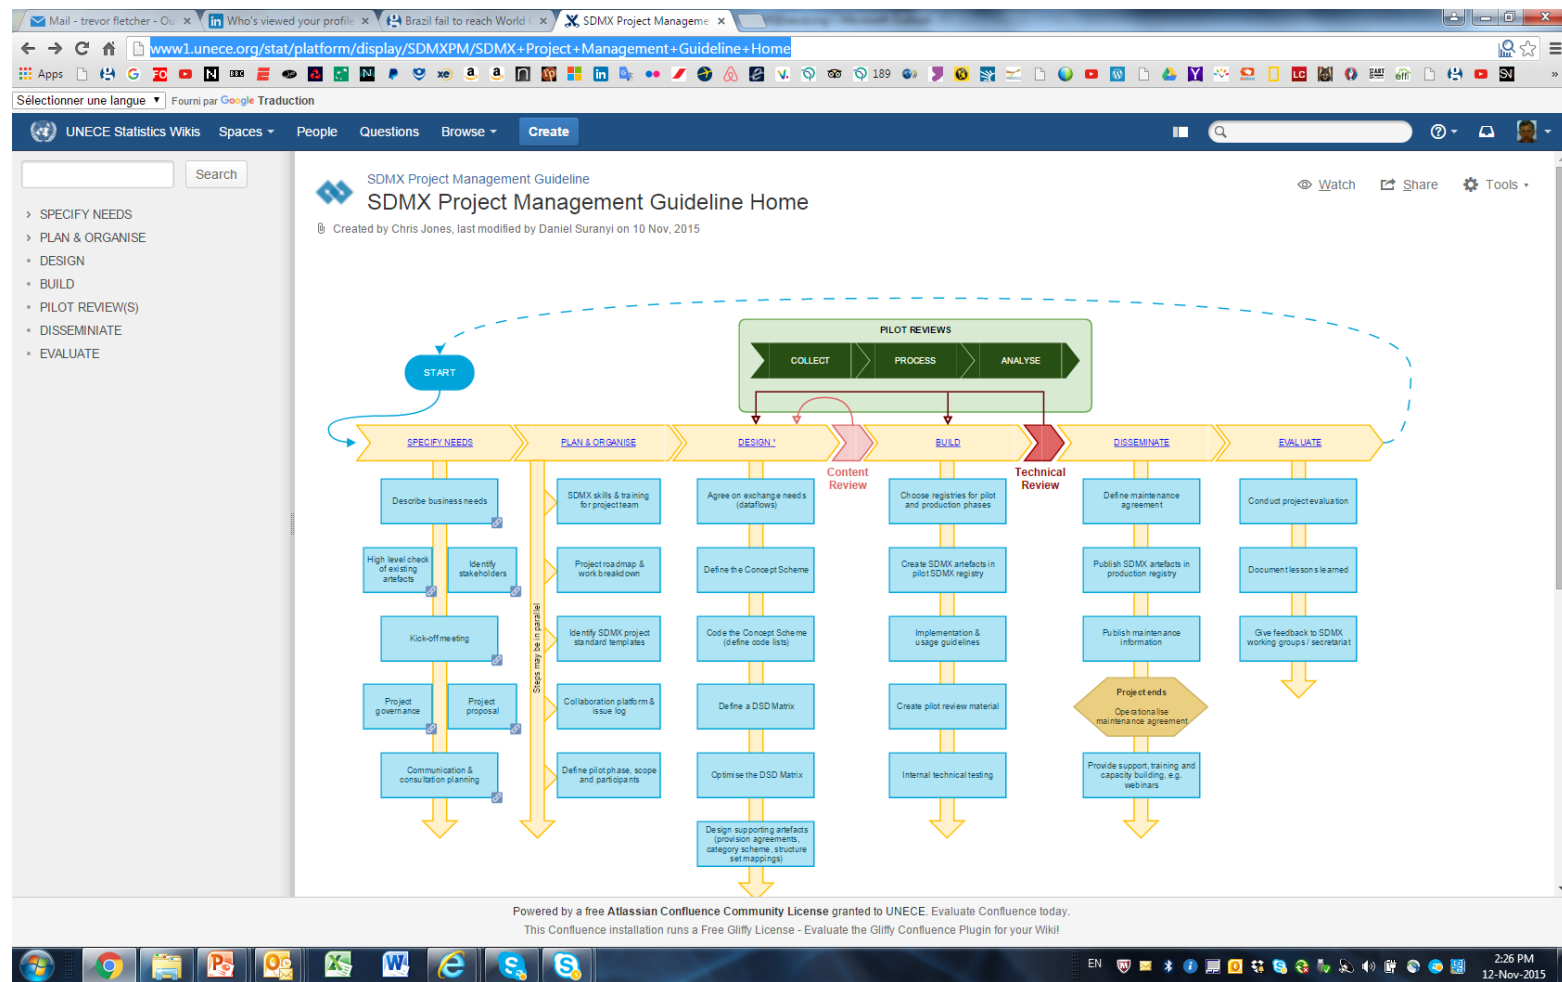 Mail - trevor fletcher - Ou
Who's viewed your profile
Brazil fail to reach World C
SDMX Project Manageme
www1.unece.org/stat/platform/display/SDMXPM/SDMX+Project+Management+Guideline+Home
Apps
189
Sélectionner une langue ▼ Fourni par Google Traduction
UNECE Statistics Wikis Spaces People Questions Browse Create
Search
SPECIFY NEEDS
PLAN & ORGANISE
DESIGN
BUILD
PILOT REVIEW(S)
DISSEMINIATE
EVALUATE
SDMX Project Management Guideline
SDMX Project Management Guideline Home
Created by Chris Jones, last modified by Daniel Suranyi on 10 Nov, 2015
Watch Share Tools
START
PILOT REVIEWS
COLLECT PROCESS ANALYSE
SPECIFY NEEDS
PLAN & ORGANISE
DESIGN *
BUILD
DISSEMINATE
EVALUATE
Content
Review
Technical
Review
Describe business needs
High level check
of existing
artefacts
Identify
stakeholders
Kick-off meeting
Project
governance
Project
proposal
Communication &
consultation planning
Steps may be in parallel
SDMX skills & training
for project team
Project roadmap &
work breakdown
Identify SDMX project
standard templates
Collaboration platform &
issue log
Define pilot phase, scope
and participants
Agree on exchange needs
(dataflows)
Define the Concept Scheme
Code the Concept Scheme
(define code lists)
Define a DSD Matrix
Optimise the DSD Matrix
Design supporting artefacts
(provision agreements,
category scheme, structure
set mappings)
Choose registries for pilot
and production phases
Create SDMX artefacts in
pilot SDMX registry
Implementation &
usage guidelines
Create pilot review material
Internal technical testing
Define maintenance
agreement
Publish SDMX artefacts in
production registry
Publish maintenance
information
Project ends
Operationalise
maintenance agreement
Provide support, training and
capacity building, e.g.
webinars
Conduct project evaluation
Document lessons learned
Give feedback to SDMX
working groups / secretariat
Powered by a free Atlassian Confluence Community License granted to UNECE. Evaluate Confluence today.
This Confluence installation runs a Free Gliffy License - Evaluate the Gliffy Confluence Plugin for your Wiki!
EN
2:26 PM
12-Nov-2015